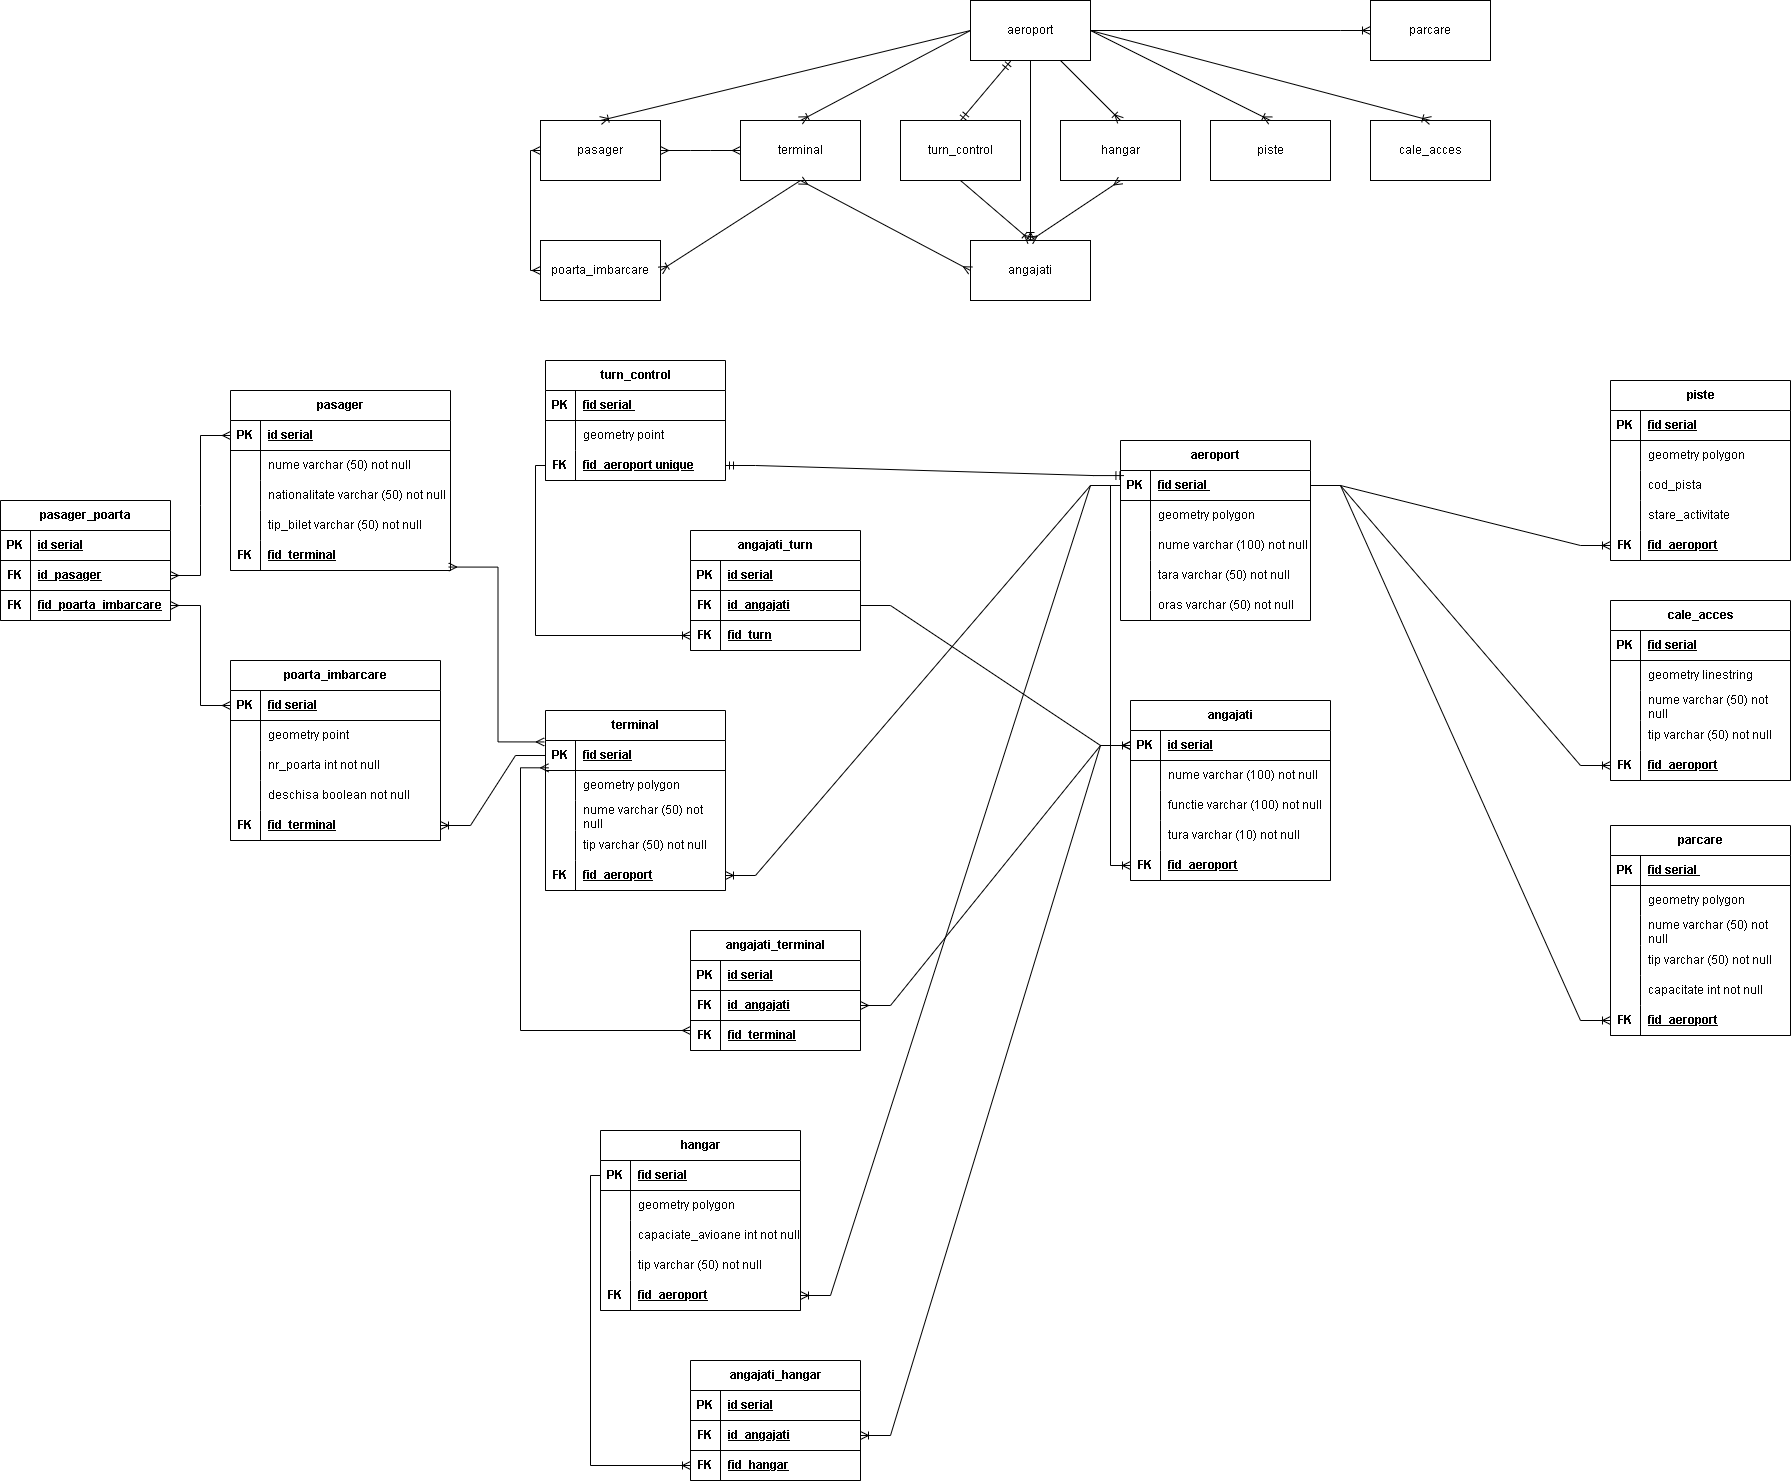 aeroport
parcare
pasager
terminal
turn_control
hangar
piste
cale_acces
poarta_imbarcare
angajati
turn_control
PK fid serial
geometry point
FK fid_aeroport unique
pasager
PK id serial
nume varchar (50) not null
nationalitate varchar (50) not null
tip_bilet varchar (50) not null
FK fid_terminal
piste
PK fid serial
geometry polygon
cod_pista
stare_activitate
FK fid_aeroport
aeroport
PK fid serial
geometry polygon
nume varchar (100) not null
tara varchar (50) not null
oras varchar (50) not null
pasager_poarta
PK id serial
FK id_pasager
FK fid_poarta_imbarcare
angajati_turn
PK id serial
FK id_angajati
FK fid_turn
cale_acces
PK fid serial
geometry linestring
nume varchar (50) not
null
tip varchar (50) not null
FK fid_aeroport
poarta_imbarcare
PK fid serial
geometry point
nr_poarta int not null
deschisa boolean not null
FK fid_terminal
terminal
PK fid serial
geometry polygon
nume varchar (50) not
null
tip varchar (50) not null
FK fid_aeroport
angajati
PK id serial
nume varchar (100) not null
functie varchar (100) not null
tura varchar (10) not null
FK fid_aeroport
parcare
PK fid serial
geometry polygon
nume varchar (50) not
null
tip varchar (50) not null
capacitate int not null
FK fid_aeroport
angajati_terminal
PK id serial
FK id_angajati
FK fid_terminal
hangar
PK fid serial
geometry polygon
capaciate_avioane int not null
tip varchar (50) not null
FK fid_aeroport
angajati_hangar
PK id serial
FK id_angajati
FK fid_hangar